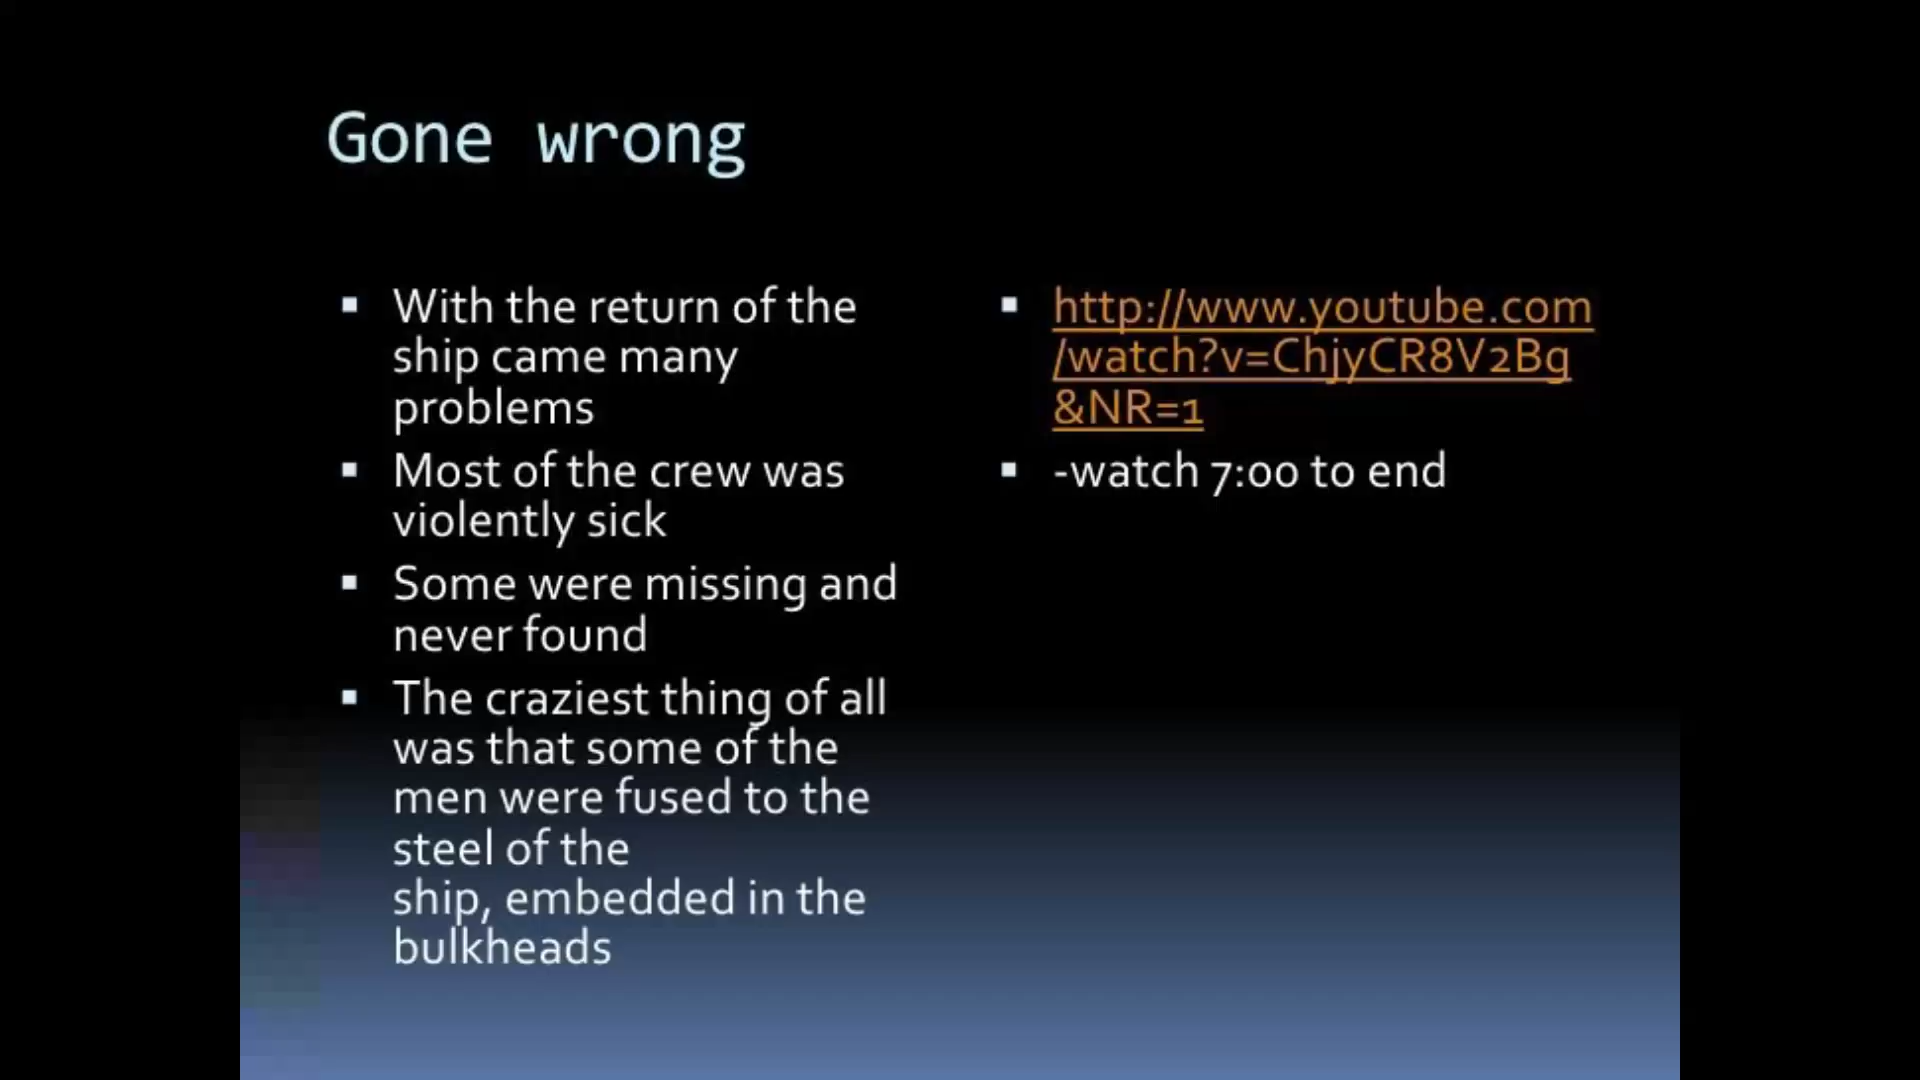 Gone wrong
With the return of the
ship came many
problems
Most of the crew was
violently sick
Some were missing and
never found
The craziest thing of all
was that some of the
men were fused to the
steel of the
ship, embedded in the
bulkheads
http://www.youtube.com
/watch?v=ChjyCR8V2Bg
&NR=1
-watch 7:00 to end